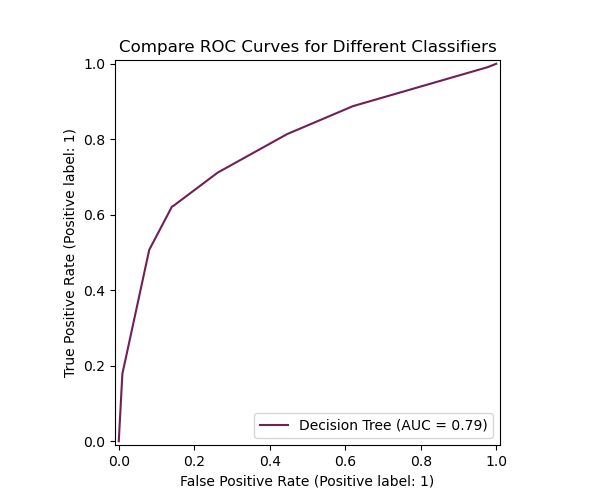 Compare ROC Curves for Different Classifiers
1.0
0.8
0.6
0.4
0.2
0.0
True Positive Rate (Positive label: 1)
Decision Tree (AUC = 0.79)
0.0 0.2 0.4 0.6 0.8 1.0
False Positive Rate (Positive label: 1)